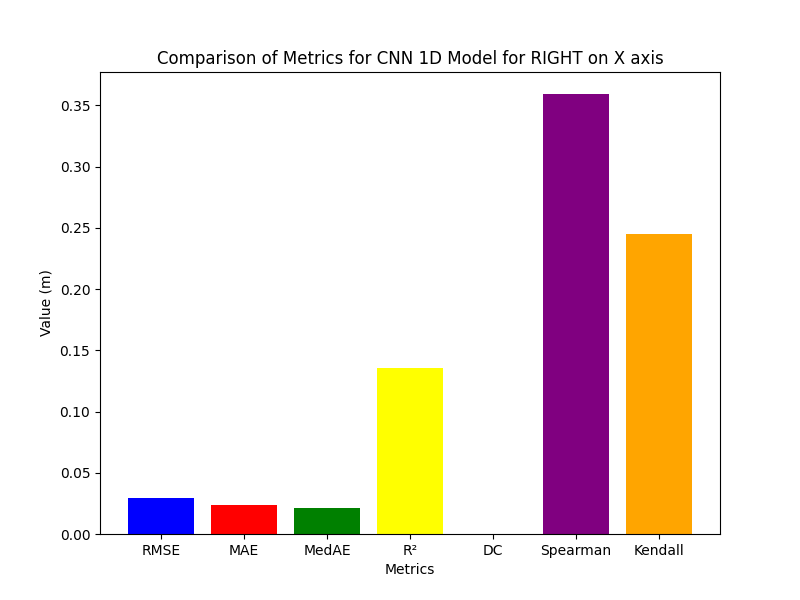 Comparison of Metrics for CNN 1D Model for RIGHT on X axis
0.35
0.30
0.25
0.20
0.15
0.10
0.05
0.00
Value (m)
RMSE MAE MedAE R² DC Spearman Kendall
Metrics